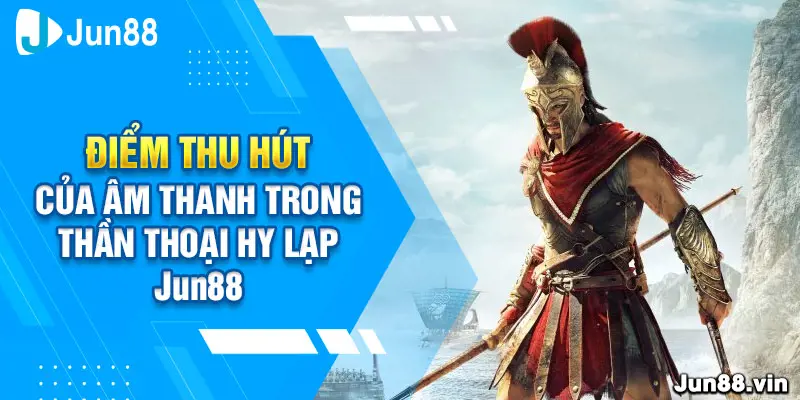 Jun88
ĐIỂM THU HÚT
CỦA ÂM THANH TRONG
THẦN THOẠI HY LẠP
Jun88
Jun88.vin